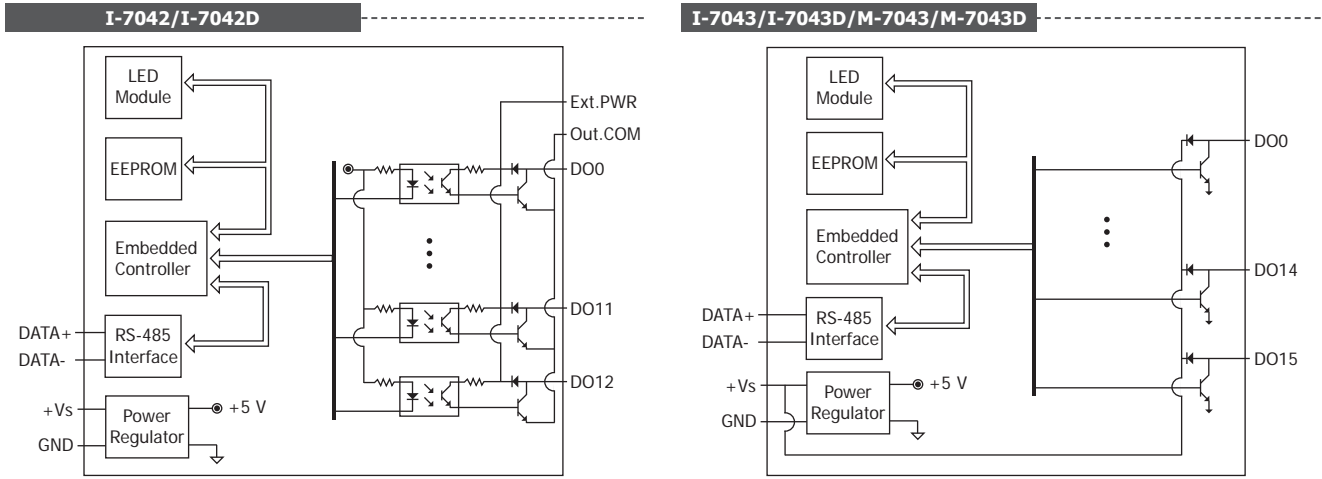 I-7042/I-7042D
LED
Module
EEPROM
Embedded
Controller
RS-485
Interface
Power
Regulator
DATA+
DATA-
+Vs
GND
+5 V
Ext.PWR
Out.COM
DO0
DO11
DO12
I-7043/I-7043D/M-7043/M-7043D
LED
Module
EEPROM
Embedded
Controller
RS-485
Interface
Power
Regulator
DATA+
DATA-
+Vs
GND
+5 V
DO0
DO14
DO15